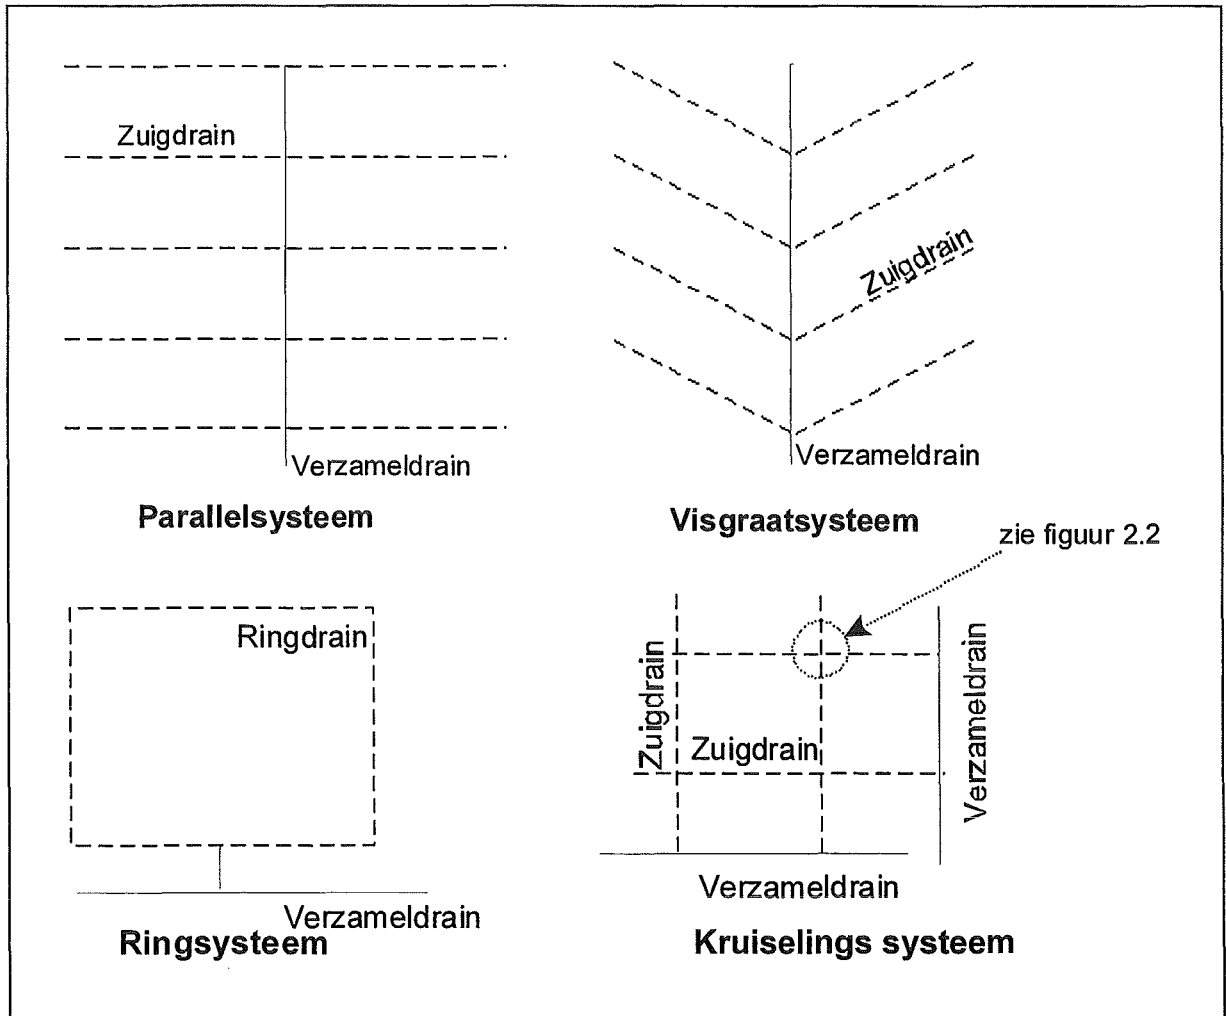 Zuigdrain
Verzameldrain
Parallelsysteem
Zuigdrain
Verzameldrain
Visgraatsysteem
zie figuur 2.2
Ringdrain
Verzameldrain
Ringsysteem
Zuigdrain
Zuigdrain
Verzameldrain
Verzameldrain
Kruiselings systeem